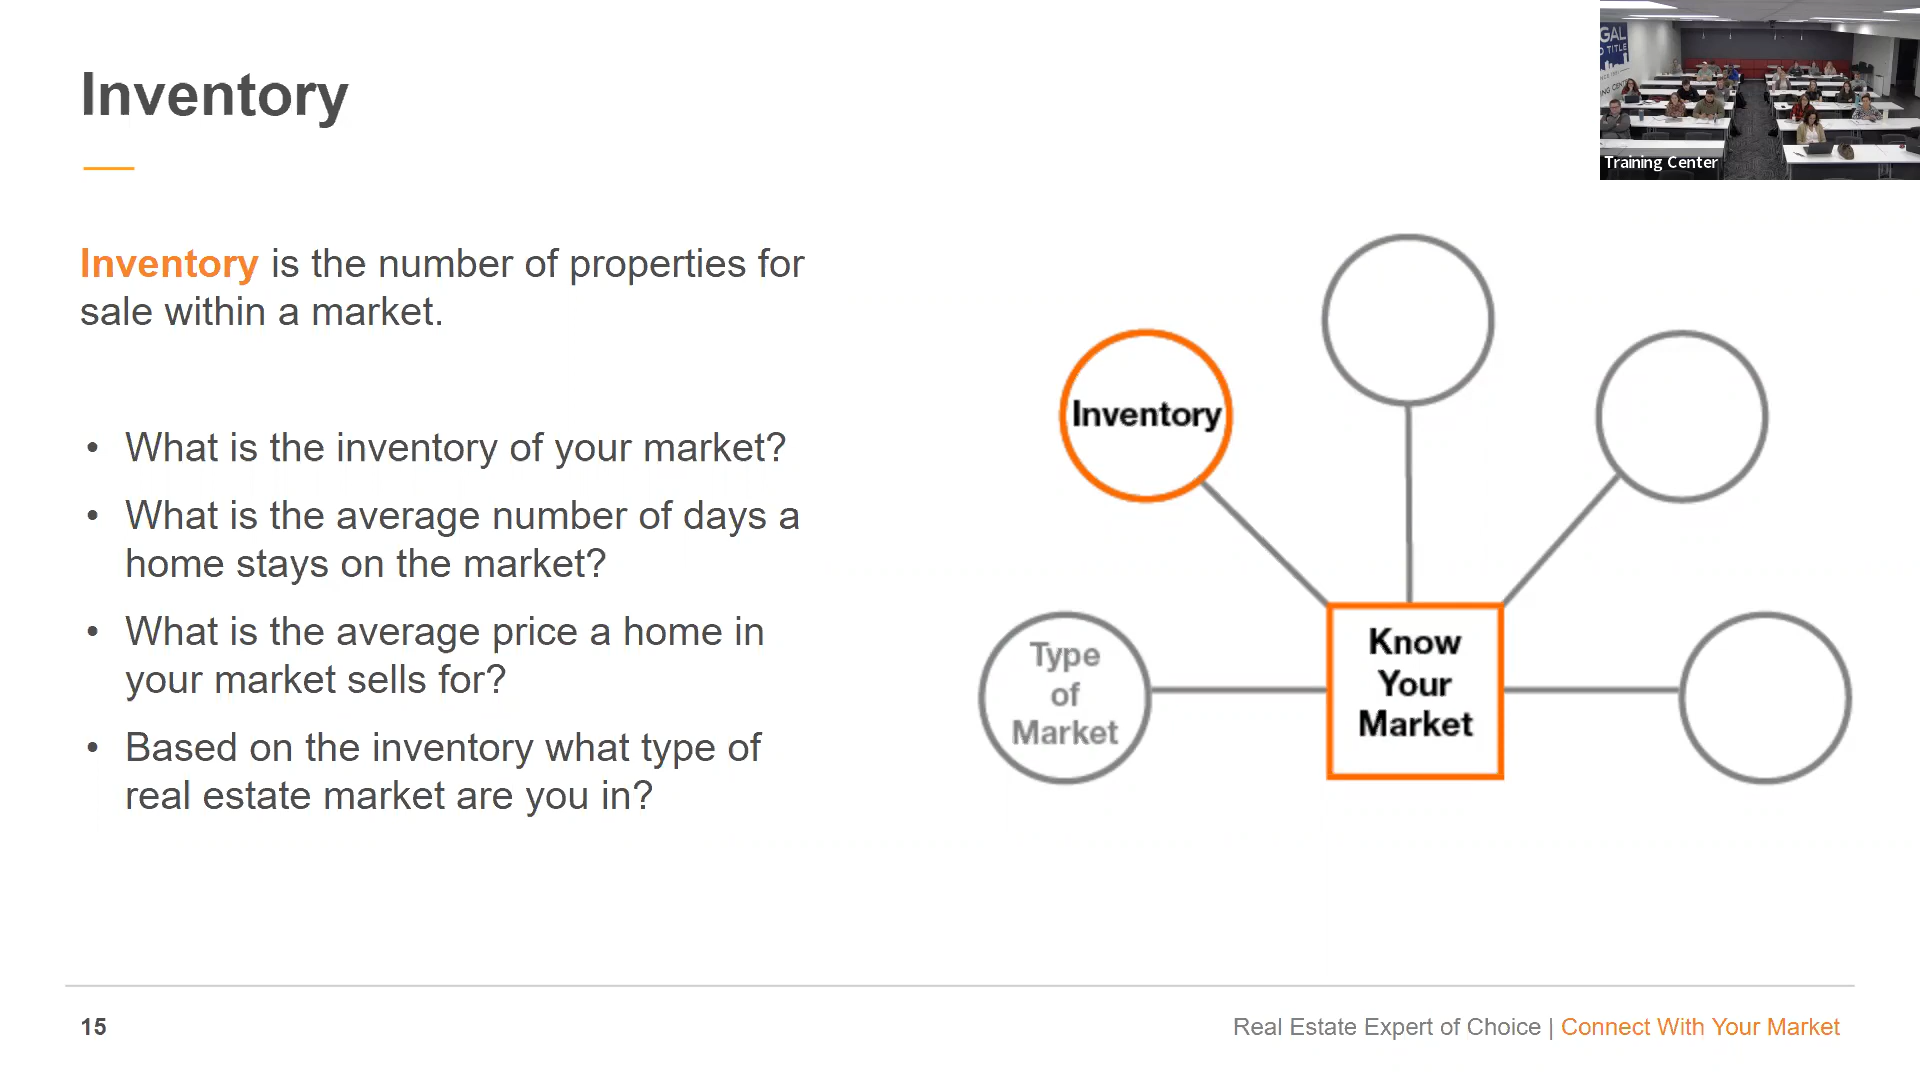 Inventory
GAL
TITLE
Training Center
Inventory is the number of properties for
sale within a market.
• What is the inventory of your market?
• What is the average number of days a
home stays on the market?
• What is the average price a home in
your market sells for?
• Based on the inventory what type of
real estate market are you in?
Inventory
Type
of
Market
Know
Your
Market
15
Real Estate Expert of Choice | Connect With Your Market